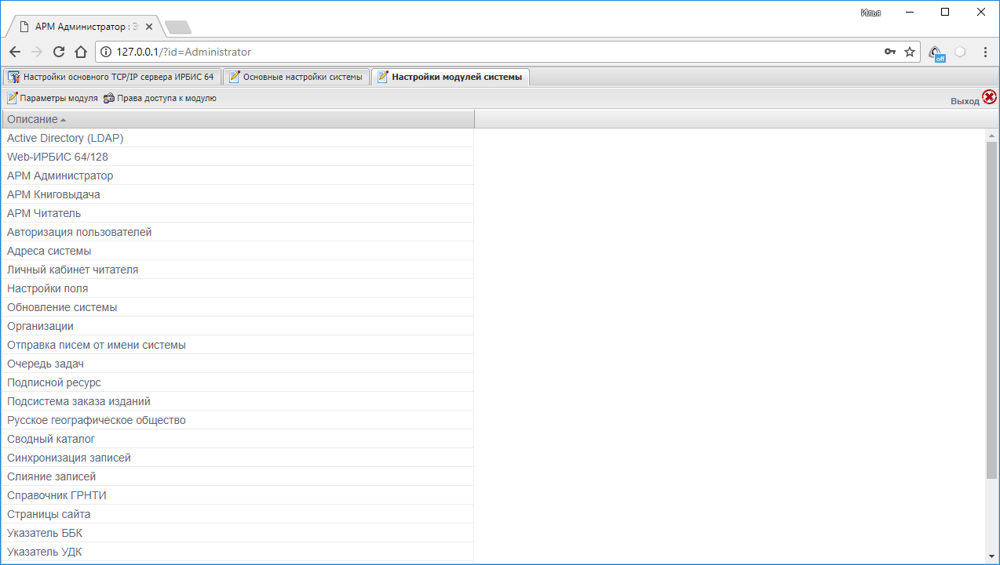 Илья
АРМ Администратор : Э
127.0.0.1/?id=Administrator
off
Настройки основного TCP/IP сервера ИРБИС 64 Основные настройки системы Настройки модулей системы
Параметры модуля Права доступа к модулю Выход
Описание
Active Directory (LDAP)
Web-ИРБИС 64/128
АРМ Администратор
АРМ Книговыдача
АРМ Читатель
Авторизация пользователей
Адреса системы
Личный кабинет читателя
Настройки поля
Обновление системы
Организации
Отправка писем от имени системы
Очередь задач
Подписной ресурс
Подсистема заказа изданий
Русское географическое общество
Сводный каталог
Синхронизация записей
Слияние записей
Справочник ГРНТИ
Страницы сайта
Указатель ББК
Указатель УДК